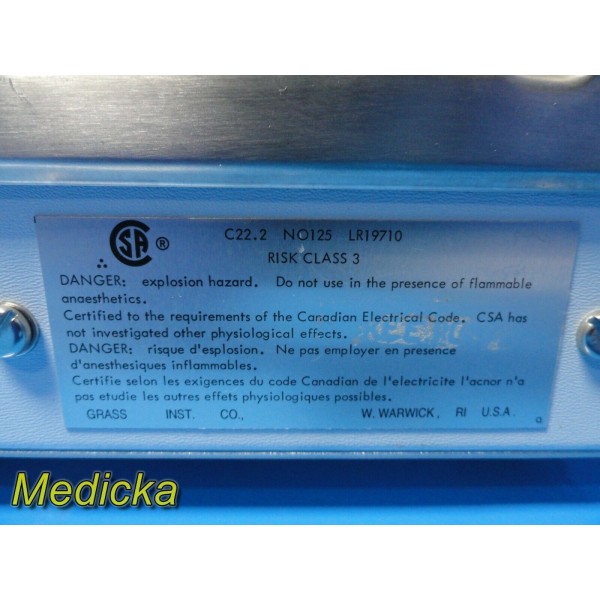 CSA ®
C22.2 NO125 LR19710
RISK CLASS 3
DANGER: explosion hazard. Do not use in the presence of flammable
anaesthetics.
Certified to the requirements of the Canadian Electrical Code. CSA has
not investigated other physiological effects.
DANGER: risque d'esplosion. Ne pas employer en presence
d'anesthesiques inflammables.
Certifie selon les exigences du code Canadian de l'electricite l'acnor n'a
pas etudie les autres effets physiologiques possibles.
GRASS INST. CO., W. WARWICK, RI U.S.A. q
Medicka